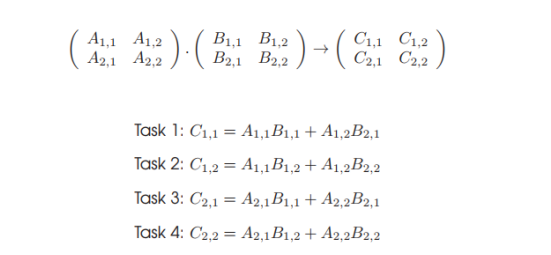 ( A1,1 A1,2 ) · ( B1,1 B1,2 ) → ( C1,1 C1,2 )
( A2,1 A2,2 ) ( B2,1 B2,2 ) ( C2,1 C2,2 )
Task 1: C1,1 = A1,1B1,1 + A1,2B2,1
Task 2: C1,2 = A1,1B1,2 + A1,2B2,2
Task 3: C2,1 = A2,1B1,1 + A2,2B2,1
Task 4: C2,2 = A2,1B1,2 + A2,2B2,2